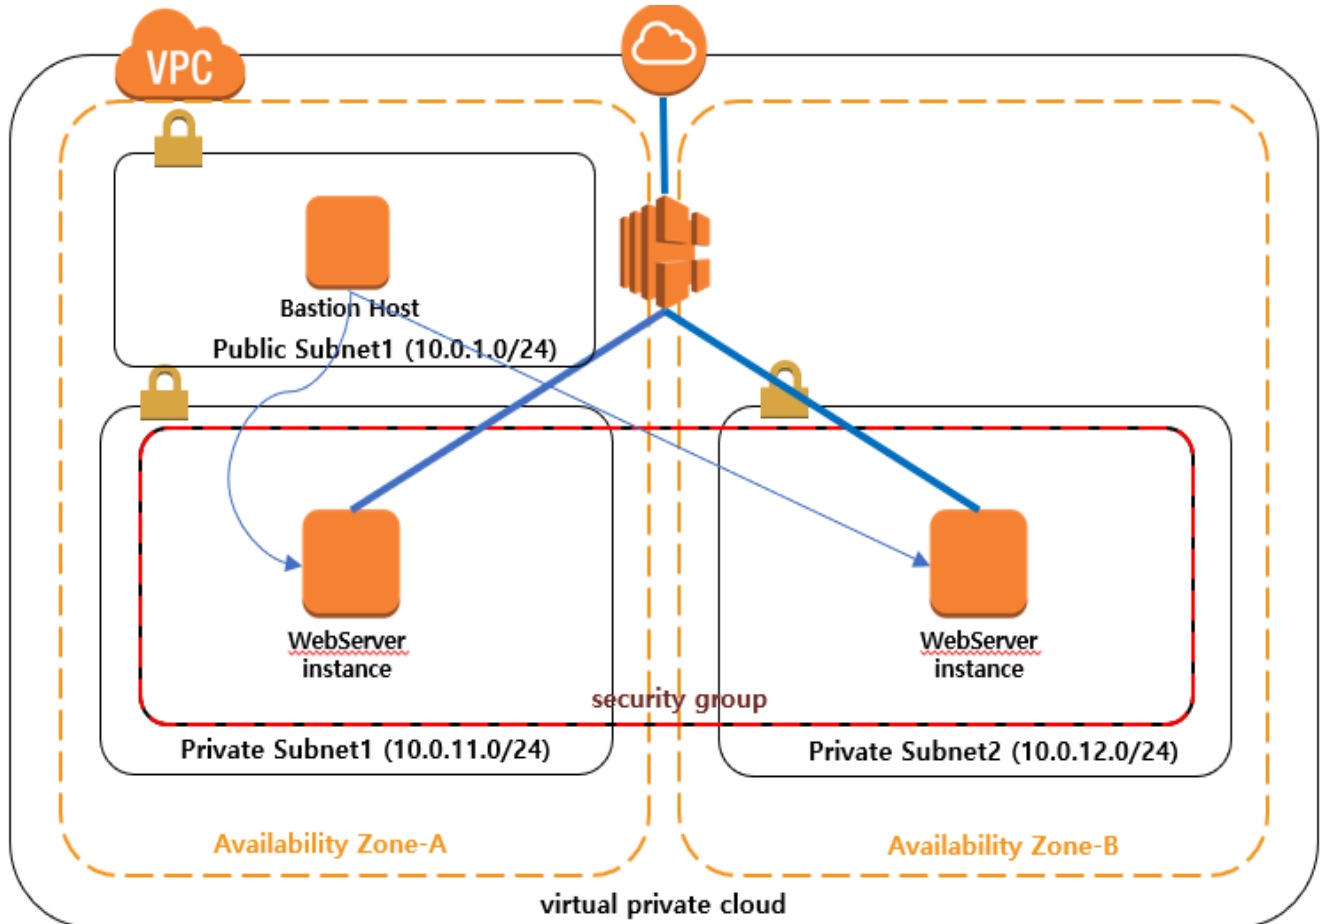 VPC
Bastion Host
Public Subnet1 (10.0.1.0/24)
WebServer
instance
WebServer
instance
security group
Private Subnet1 (10.0.11.0/24)
Private Subnet2 (10.0.12.0/24)
Availability Zone-A
Availability Zone-B
virtual private cloud